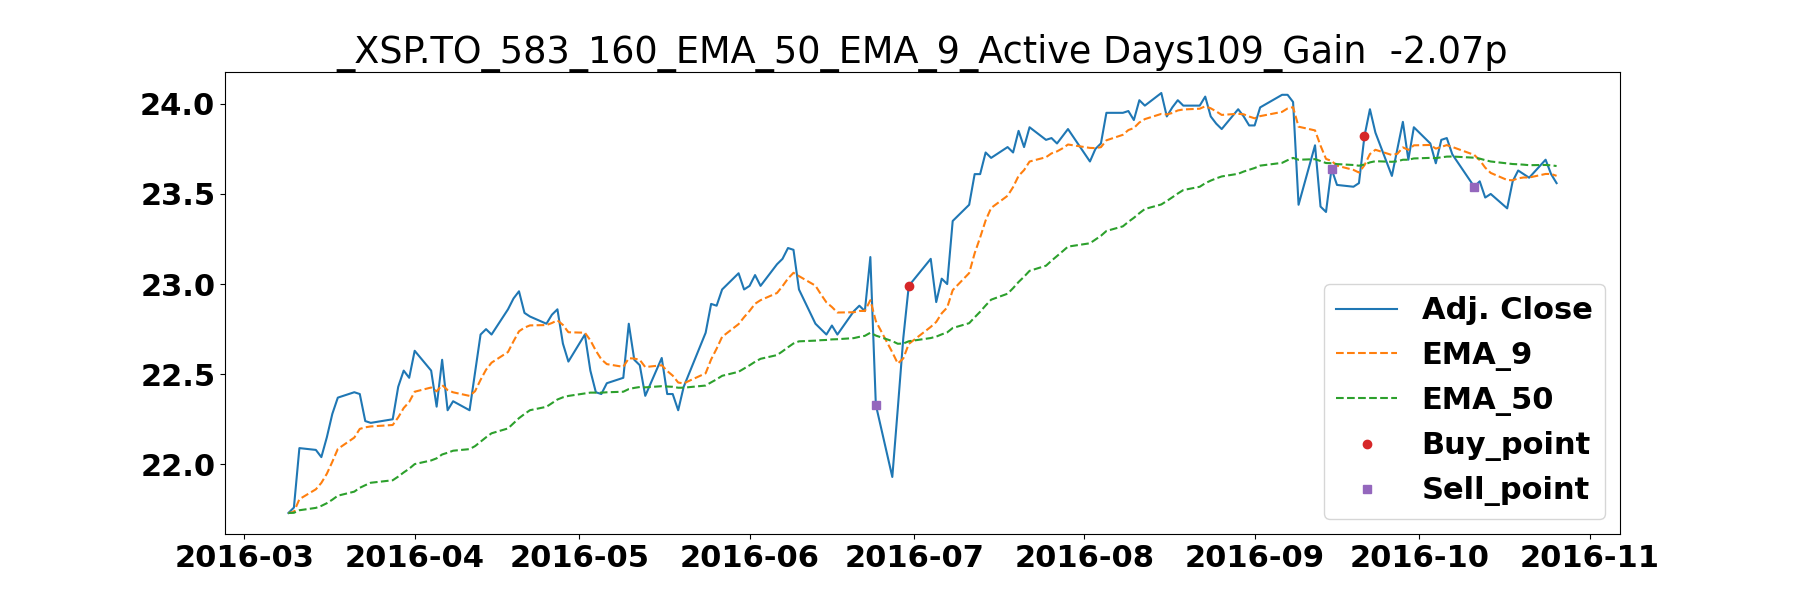 _XSP.TO_583_160_EMA_50_EMA_9_Active Days109_Gain  -2.07p
24.0
23.5
23.0
22.5
22.0
Adj. Close
EMA_9
EMA_50
Buy_point
Sell_point
2016-03 2016-04 2016-05 2016-06 2016-07 2016-08 2016-09 2016-10 2016-11